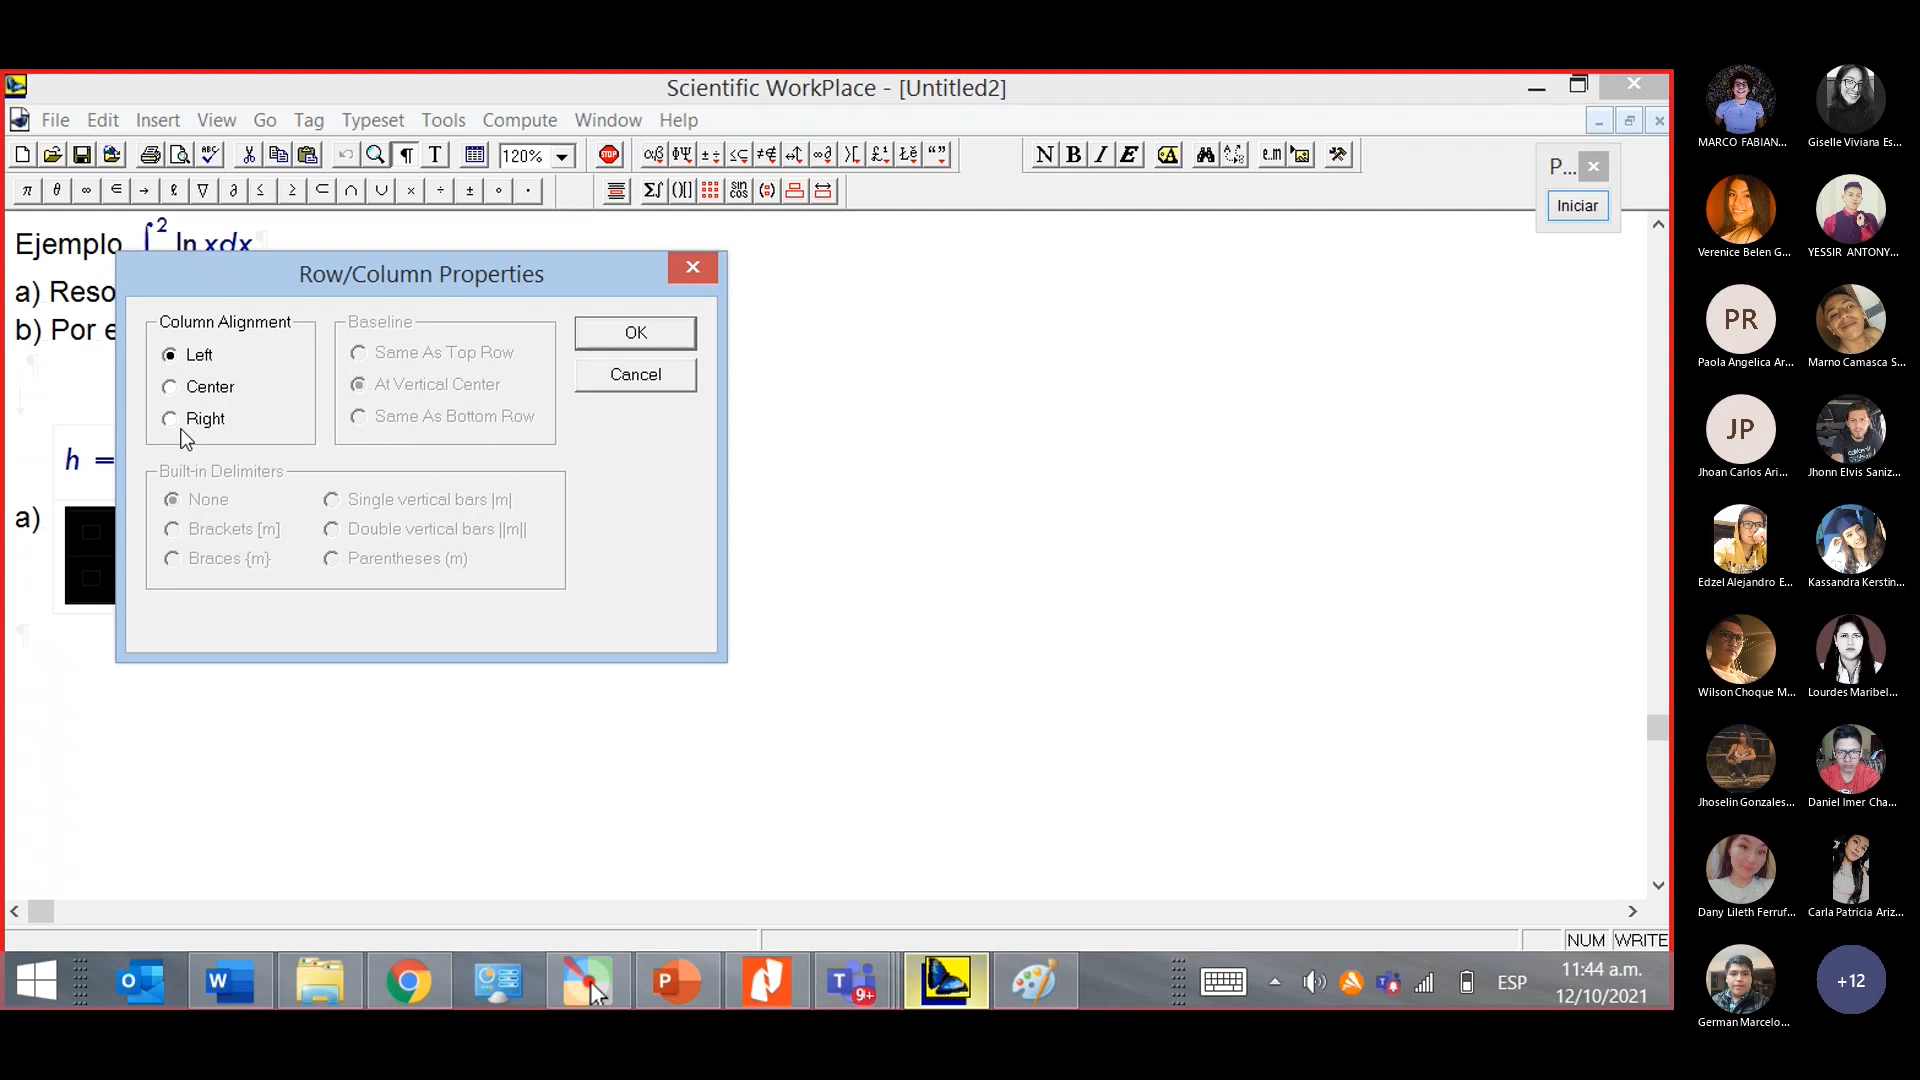 Scientific WorkPlace - [Untitled2]
File Edit Insert View Go Tag Typeset Tools Compute Window Help
120%
STOP
N B I E
π θ ∞ ∈ → ℓ ∇ ∂ ≤ ≥ ⊂ ∩ ∪ × ÷ ± ∘ ·
sin cos
P...
Iniciar
Ejemplo ∫² ln xdx
a) Reso
b) Por e
h =
a)
Row/Column Properties
Column Alignment
Left
Center
Right
Baseline
Same As Top Row
At Vertical Center
Same As Bottom Row
OK
Cancel
Built-in Delimiters
None
Brackets [m]
Braces {m}
Single vertical bars |m|
Double vertical bars ||m||
Parentheses (m)
NUM WRITE
9+
ESP
11:44 a.m.
12/10/2021
MARCO FABIAN...
Giselle Viviana Es...
Verenice Belen G...
YESSIR ANTONY...
PR
Paola Angelica Ar...
Marno Camasca S...
JP
Jhoan Carlos Ari...
Jhonn Elvis Saniz...
Edzel Alejandro E...
Kassandra Kerstin...
Wilson Choque M...
Lourdes Maribel...
Jhoselin Gonzales...
Daniel Imer Cha...
Dany Lileth Ferruf...
Carla Patricia Ariz...
German Marcelo...
+12